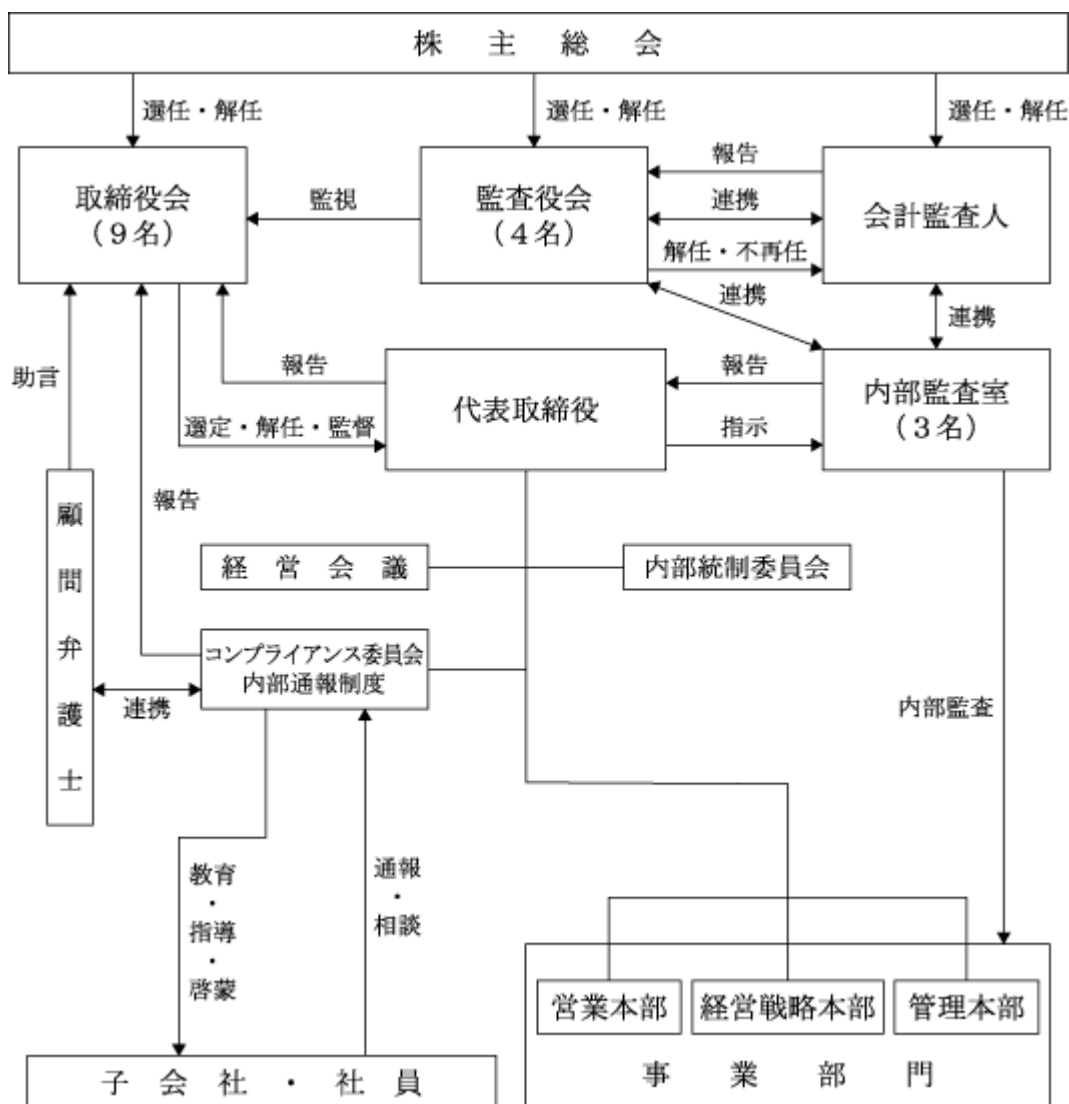 株主総会
選任・解任
選任・解任
選任・解任
取締役会
(9名)
監視
監査役会
(4名)
報告
連携
解任・不再任
会計監査人
連携
連携
助言
報告
選定・解任・監督
代表取締役
報告
指示
内部監査室
(3名)
報告
顧問弁護士
経営会議
内部統制委員会
コンプライアンス委員会
内部通報制度
連携
内部監査
教育
・
指導
・
啓蒙
通報
・
相談
営業本部
経営戦略本部
管理本部
子会社・社員
事業部門